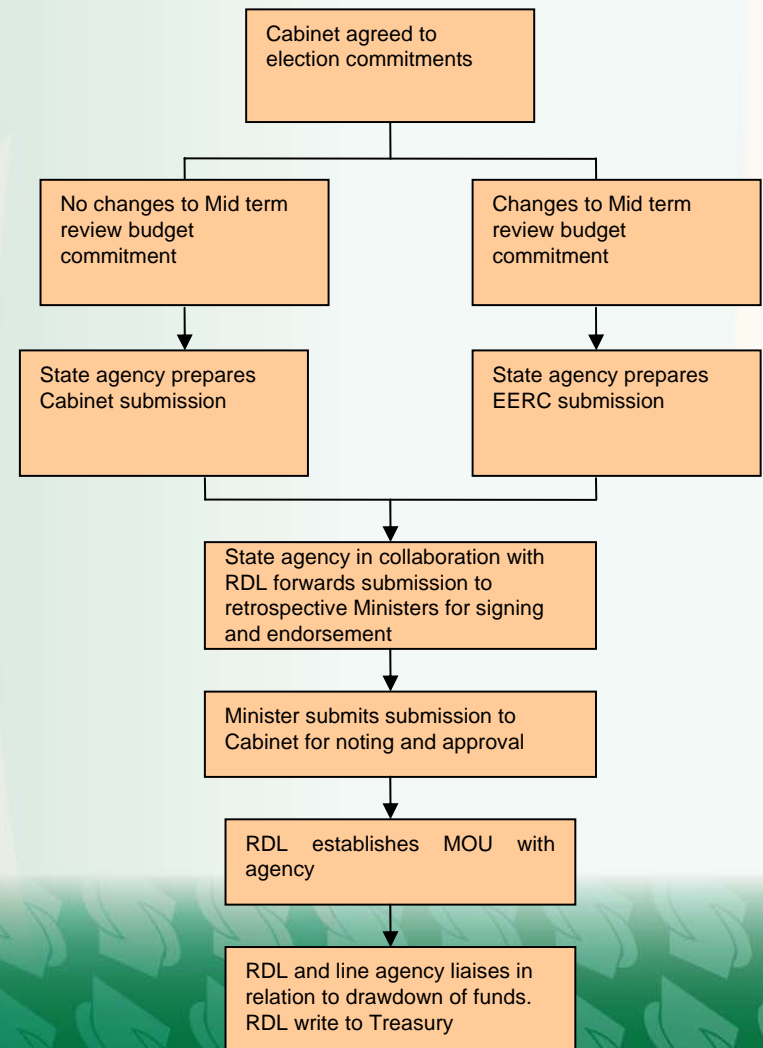 Cabinet agreed to
election commitments
No changes to Mid term
review budget
commitment
Changes to Mid term
review budget
commitment
State agency prepares
Cabinet submission
State agency prepares
EERC submission
State agency in collaboration with
RDL forwards submission to
retrospective Ministers for signing
and endorsement
Minister submits submission to
Cabinet for noting and approval
RDL establishes MOU with
agency
RDL and line agency liaises in
relation to drawdown of funds.
RDL write to Treasury